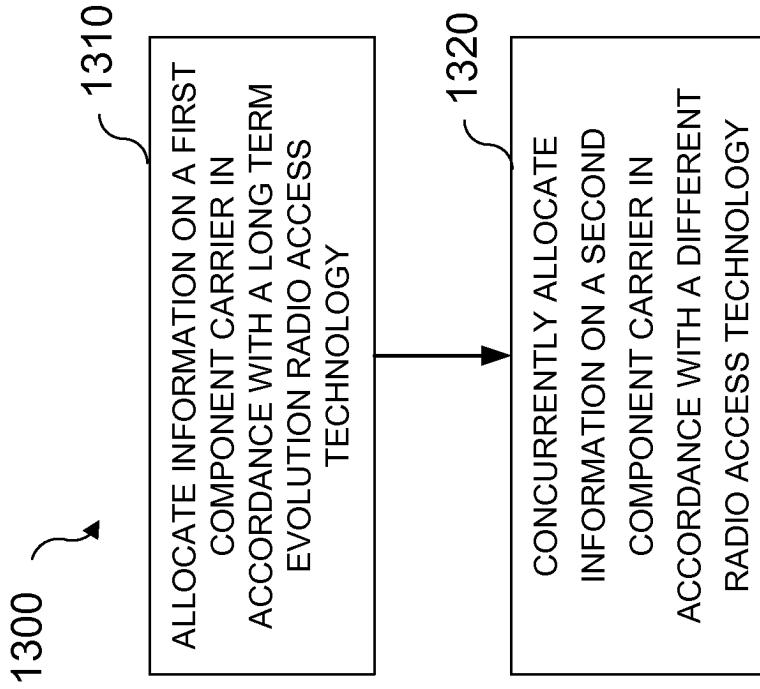 1300
1310
ALLOCATE INFORMATION ON A FIRST
COMPONENT CARRIER IN
ACCORDANCE WITH A LONG TERM
EVOLUTION RADIO ACCESS
TECHNOLOGY
1320
CONCURRENTLY ALLOCATE
INFORMATION ON A SECOND
COMPONENT CARRIER IN
ACCORDANCE WITH A DIFFERENT
RADIO ACCESS TECHNOLOGY